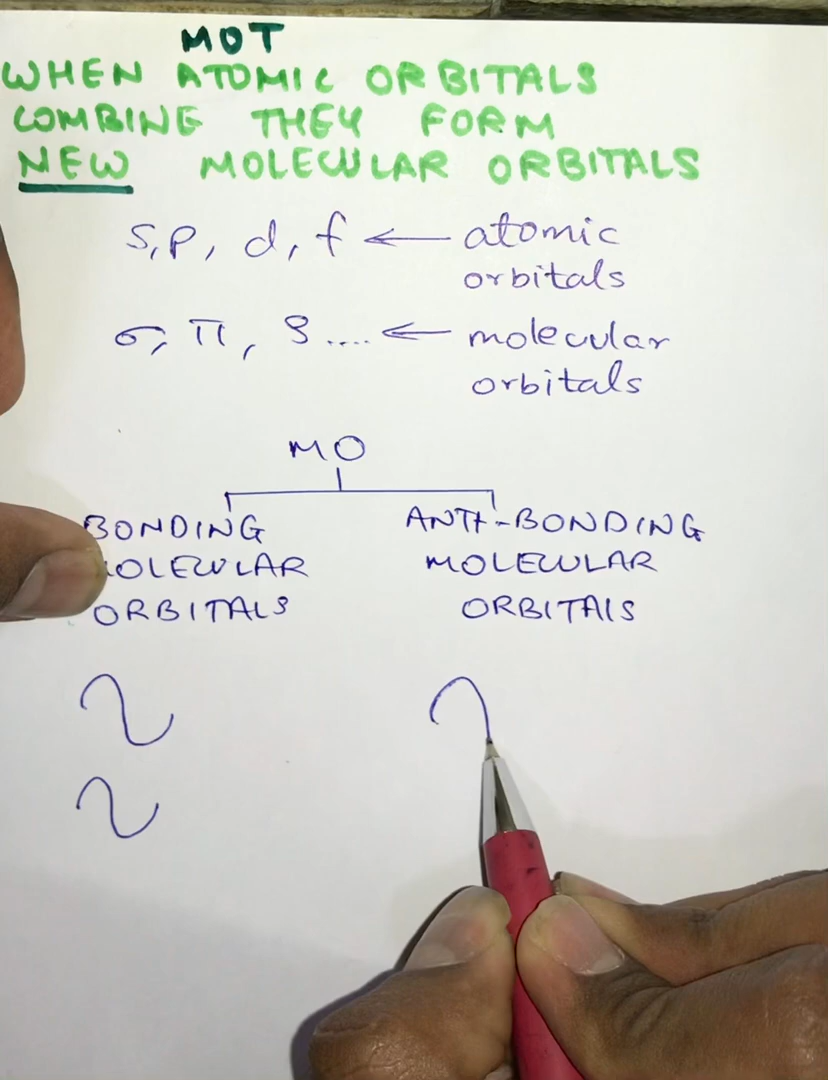 MOT
WHEN ATOMIC ORBITALS
COMBINE THEY FORM
NEW MOLECULAR ORBITALS
s, p, d, f ← atomic
orbitals
σ, π, δ .... ← molecular
orbitals
MO
BONDING ANTI-BONDING
MOLECULAR MOLECULAR
ORBITALS ORBITALS